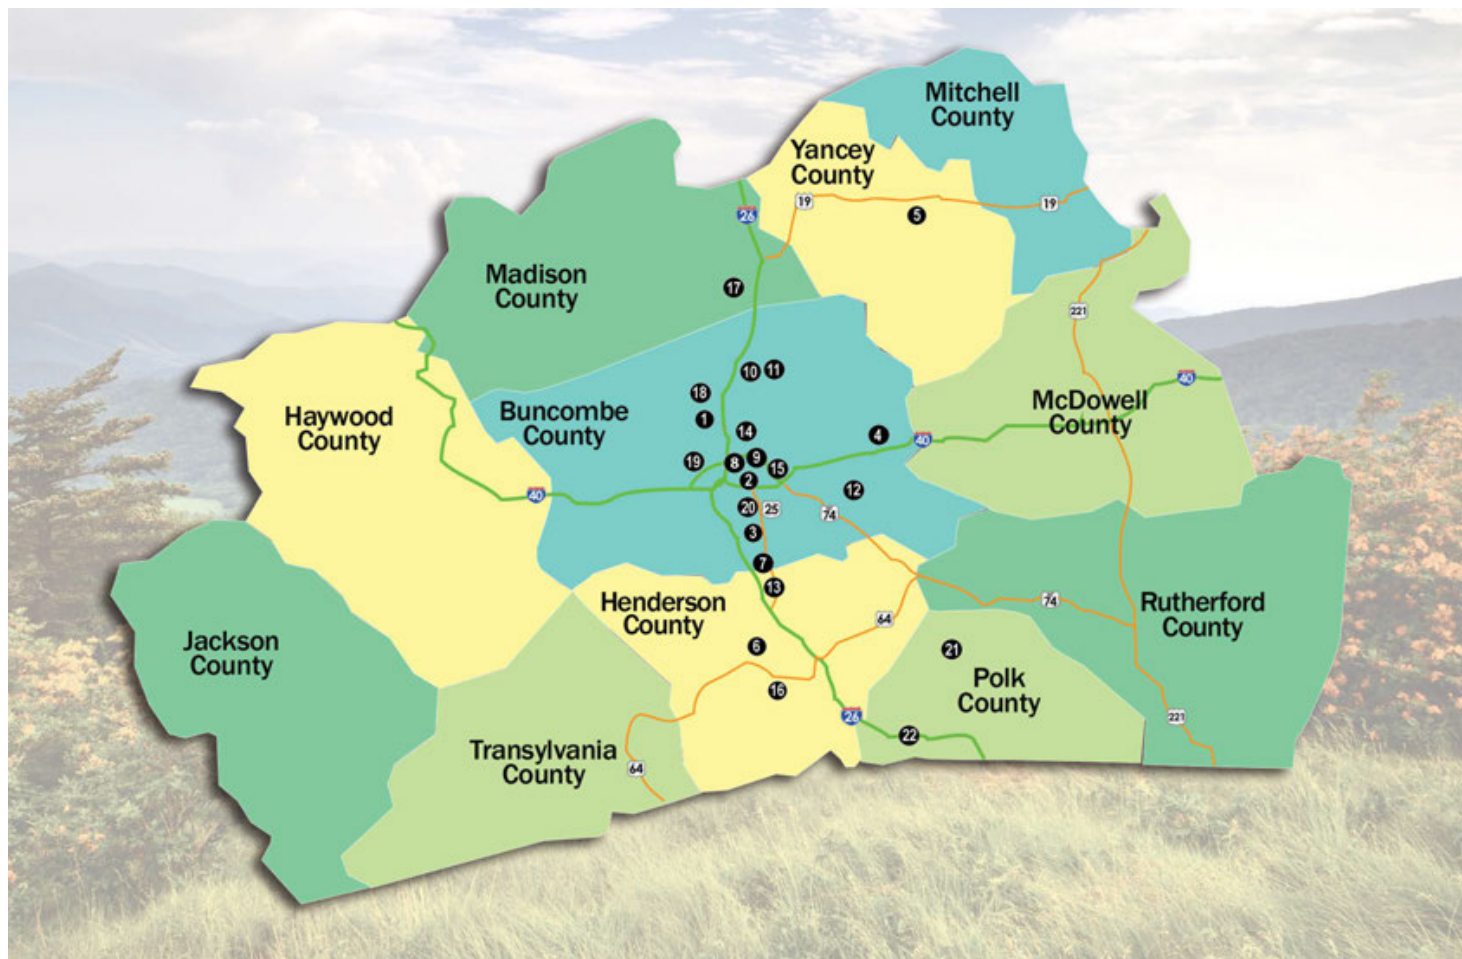 Mitchell
County
Yancey
County
19
19
5
26
Madison
County
17
221
10
11
40
18
Haywood
County
Buncombe
County
1
14
4
40
McDowell
County
19
8
9
15
2
12
40
20
25
74
3
7
13
Henderson
County
74
Rutherford
County
64
Jackson
County
6
21
16
Polk
County
26
221
22
Transylvania
County
64